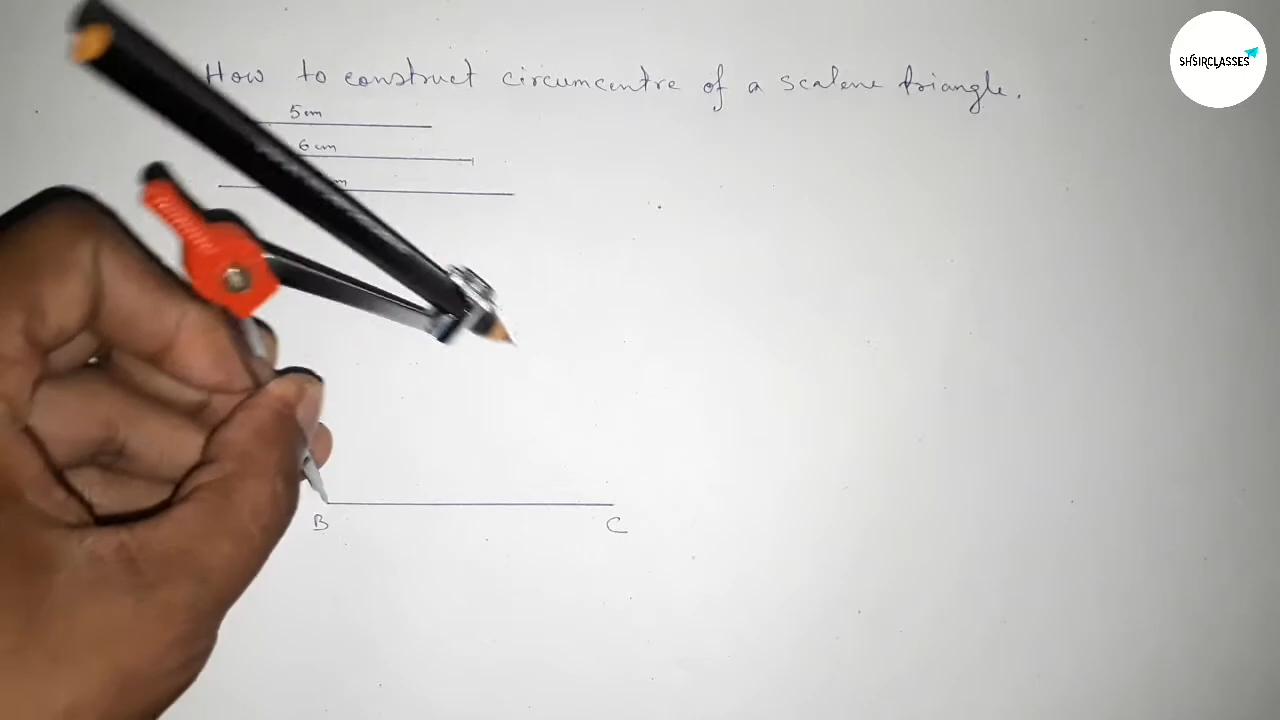 How to construct circumcentre of a scalene triangle.
5cm
6cm
B
C
SHSIRCLASSES